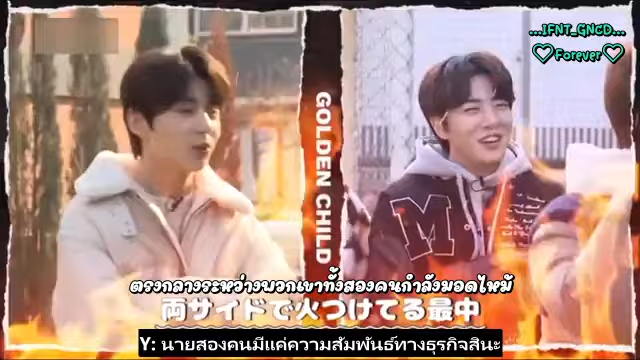 ...IFNT_GNCD...
♡Forever♡
GOLDEN CHILD
ตรงกลางระหว่างพวกเขาทั้งสองคนกำลังมอดไหม้
両サイドで火つけてる最中
Y: นายสองคนมีแค่ความสัมพันธ์ทางธุรกิจสินะ
M